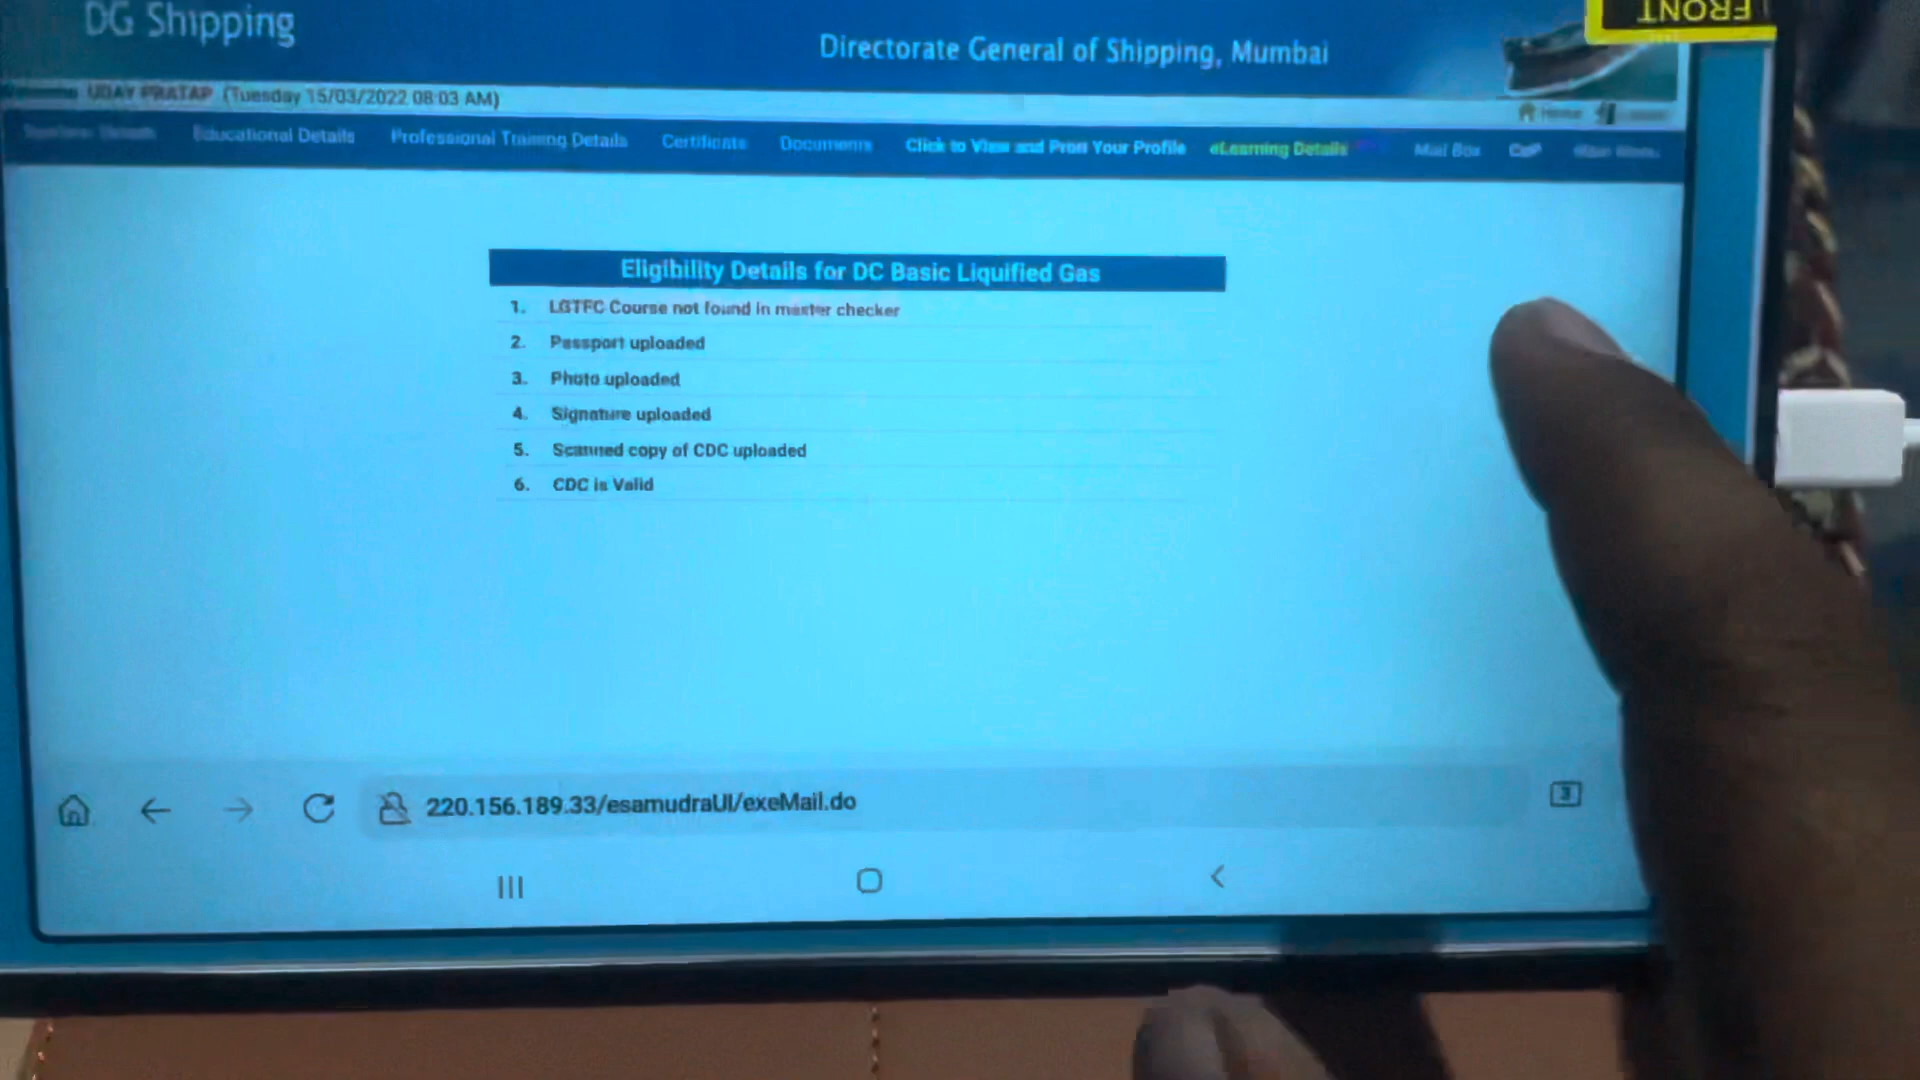 FRONT
DG Shipping
Directorate General of Shipping, Mumbai
UDAY PRATAP (Tuesday 15/03/2022 08:03 AM)
Home
Educational Details Professional Training Details Certificate Documents Click to View and Print Your Profile eLearning Details Mail Box
Eligibility Details for DC Basic Liquified Gas
1. LGTFC Course not found in master checker
2. Passport uploaded
3. Photo uploaded
4. Signature uploaded
5. Scanned copy of CDC uploaded
6. CDC is Valid
220.156.189.33/esamudraUI/exeMail.do
3